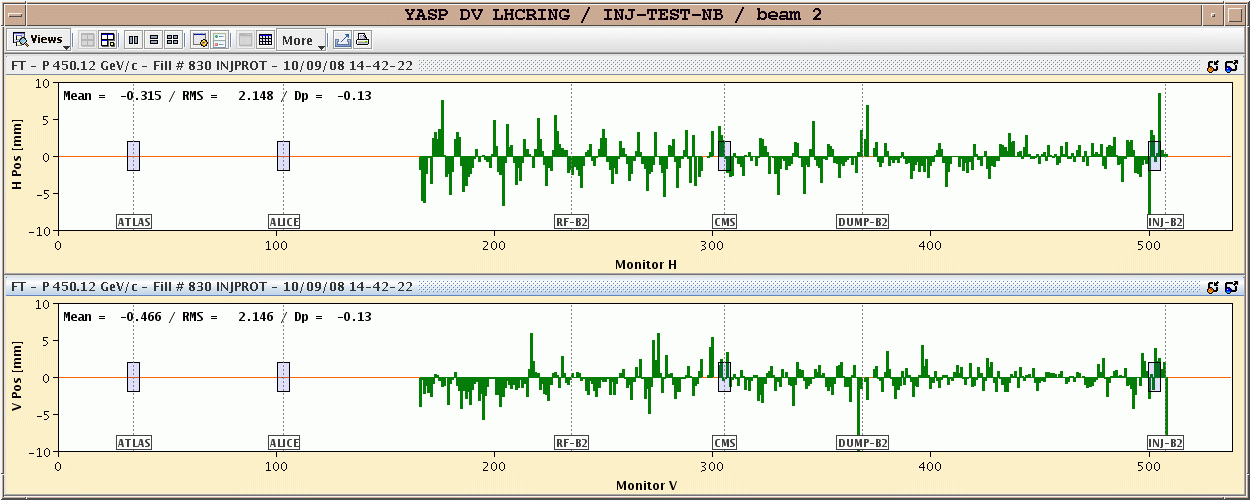 YASP DV LHCRING / INJ-TEST-NB / beam 2
Views More
FT - P 450.12 GeV/c - Fill # 830 INJPROT - 10/09/08 14-42-22
Mean = -0.315 / RMS = 2.148 / Dp = -0.13
H Pos [mm]
10
5
0
-5
-10
ATLAS ALICE RF-B2 CMS DUMP-B2 INJ-B2
0 100 200 300 400 500
Monitor H
FT - P 450.12 GeV/c - Fill # 830 INJPROT - 10/09/08 14-42-22
Mean = -0.466 / RMS = 2.146 / Dp = -0.13
V Pos [mm]
10
5
0
-5
-10
ATLAS ALICE RF-B2 CMS DUMP-B2 INJ-B2
0 100 200 300 400 500
Monitor V